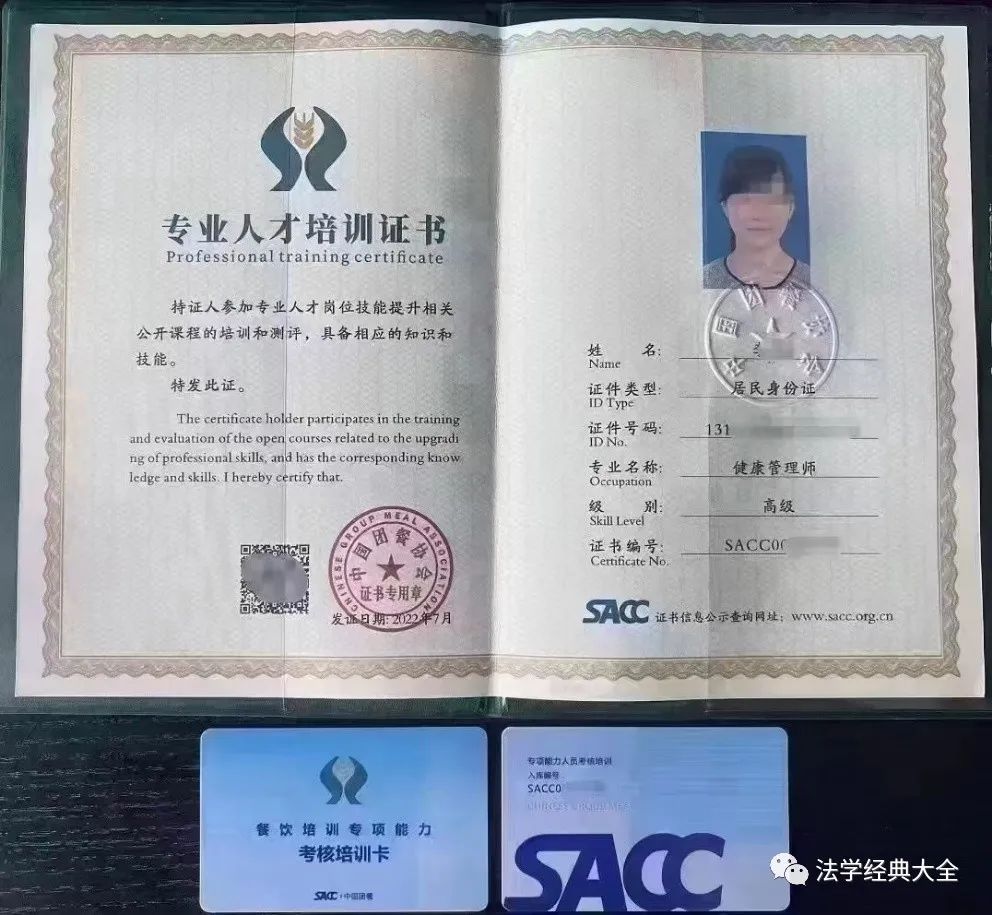 专业人才培训证书
Professional training certificate
持证人参加专业人才岗位技能提升相关
公开课程的培训和测评，具备相应的知识和
技能。
特发此证。
The certificate holder participates in the training
and evaluation of the open courses related to the upgradi
ng of professional skills, and has the corresponding know
ledge and skills. I hereby certify that.
CHINESE GROUP MEAL ASSOCIATION
中国团餐协会
证书专用章
发证日期: 2022年7月
姓 名:
Name
证件类型: 居民身份证
ID Type
证件号码: 131
ID No.
专业名称: 健康管理师
Occupation
级 别: 高级
Skill Level
证书编号: SACC00
Certificate No.
SACC 证书信息公示查询网址: www.sacc.org.cn
餐饮培训专项能力
考核培训卡
SACC 中国团餐
专项能力人员考核培训
入库编号
SACC0
SACC
法学经典大全